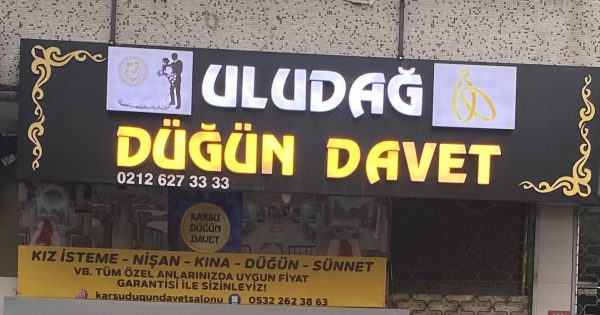 ULUDAĞ
DÜĞÜN DAVET
0212 627 33 33
KARSU
DÜĞÜN
DAVET
KIZ İSTEME - NİŞAN - KINA - DÜĞÜN - SÜNNET
VB. TÜM ÖZEL ANLARINIZDA UYGUN FİYAT
GARANTİSİ İLE SİZİNLEYİZ!
karsudugundavetsalonu 0532 262 38 63